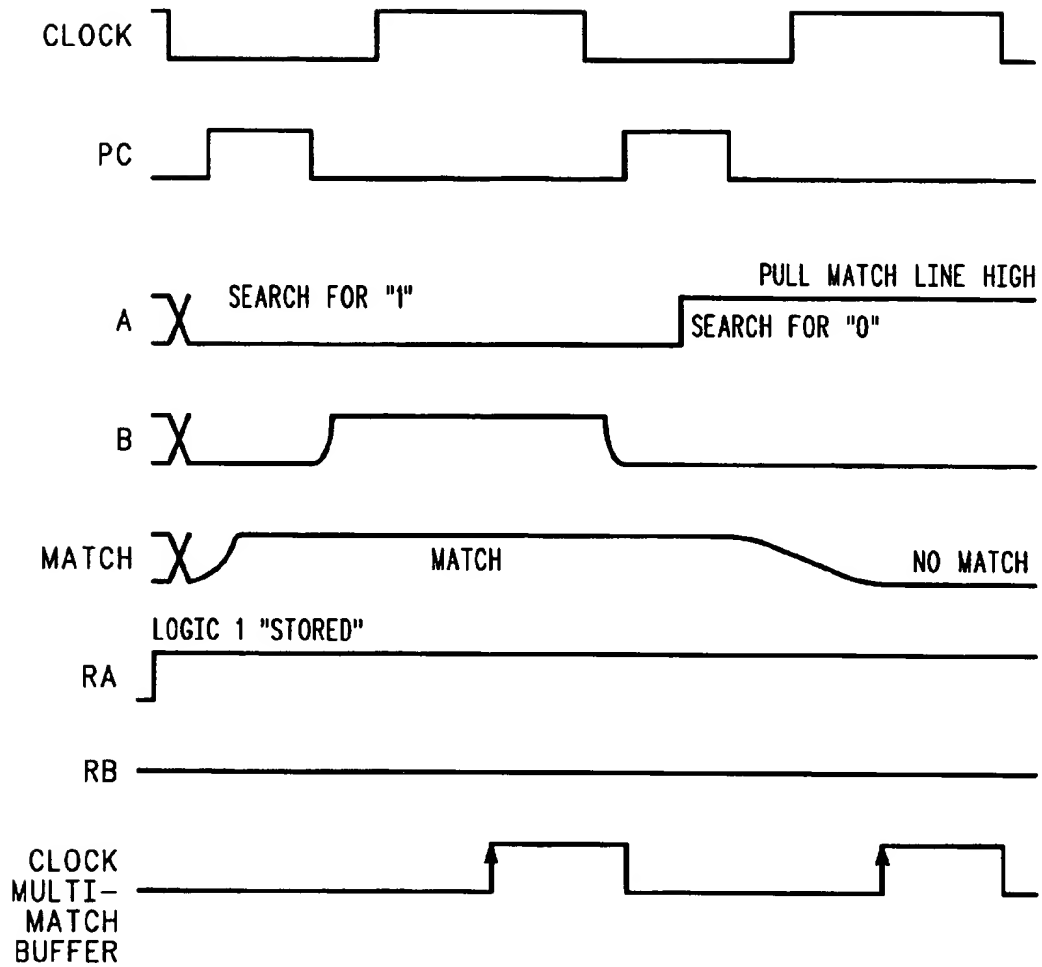 CLOCK
PC
PULL MATCH LINE HIGH
SEARCH FOR "1"
A
SEARCH FOR "0"
B
MATCH
MATCH
NO MATCH
LOGIC 1 "STORED"
RA
RB
CLOCK
MULTI-
MATCH
BUFFER